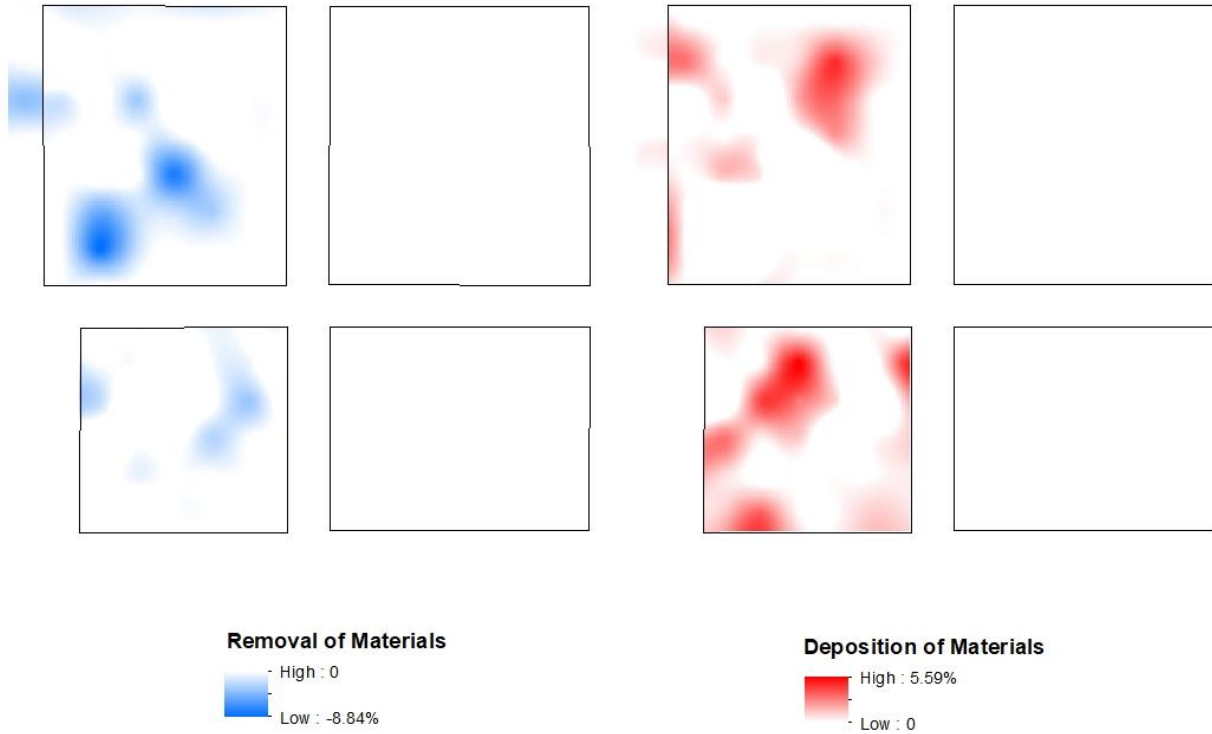 Removal of Materials
High : 0
Low : -8.84%
Deposition of Materials
High : 5.59%
Low : 0